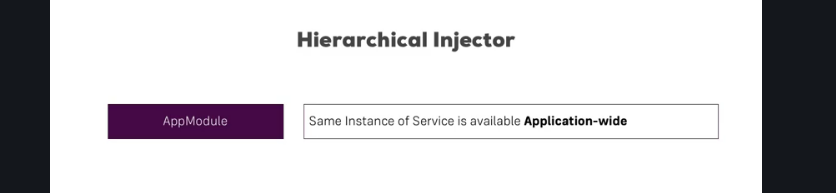 Hierarchical Injector
AppModule
Same Instance of Service is available Application-wide